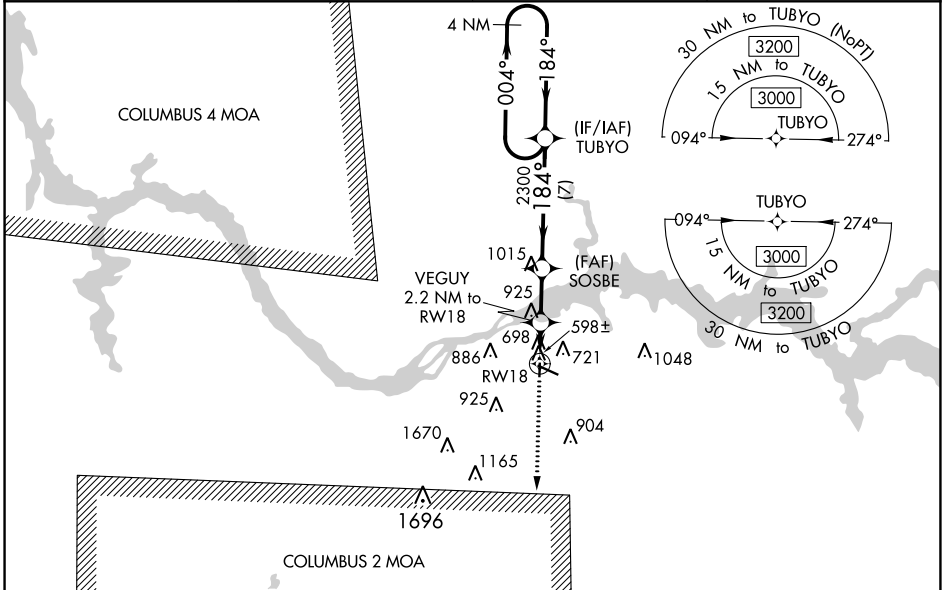 4 NM
004°
184°
COLUMBUS 4 MOA
(IF/IAF)
TUBYO
2300
184°
(7)
30 NM to TUBYO (NoPT)
3200
15 NM to TUBYO
3000
TUBYO
094°
274°
TUBYO
094°
274°
3000
15 NM to TUBYO
3200
30 NM to TUBYO
1015
(FAF)
SOSBE
VEGUY
2.2 NM to
RW18
925
598±
698
886
721
1048
RW18
925
904
1670
1165
1696
COLUMBUS 2 MOA